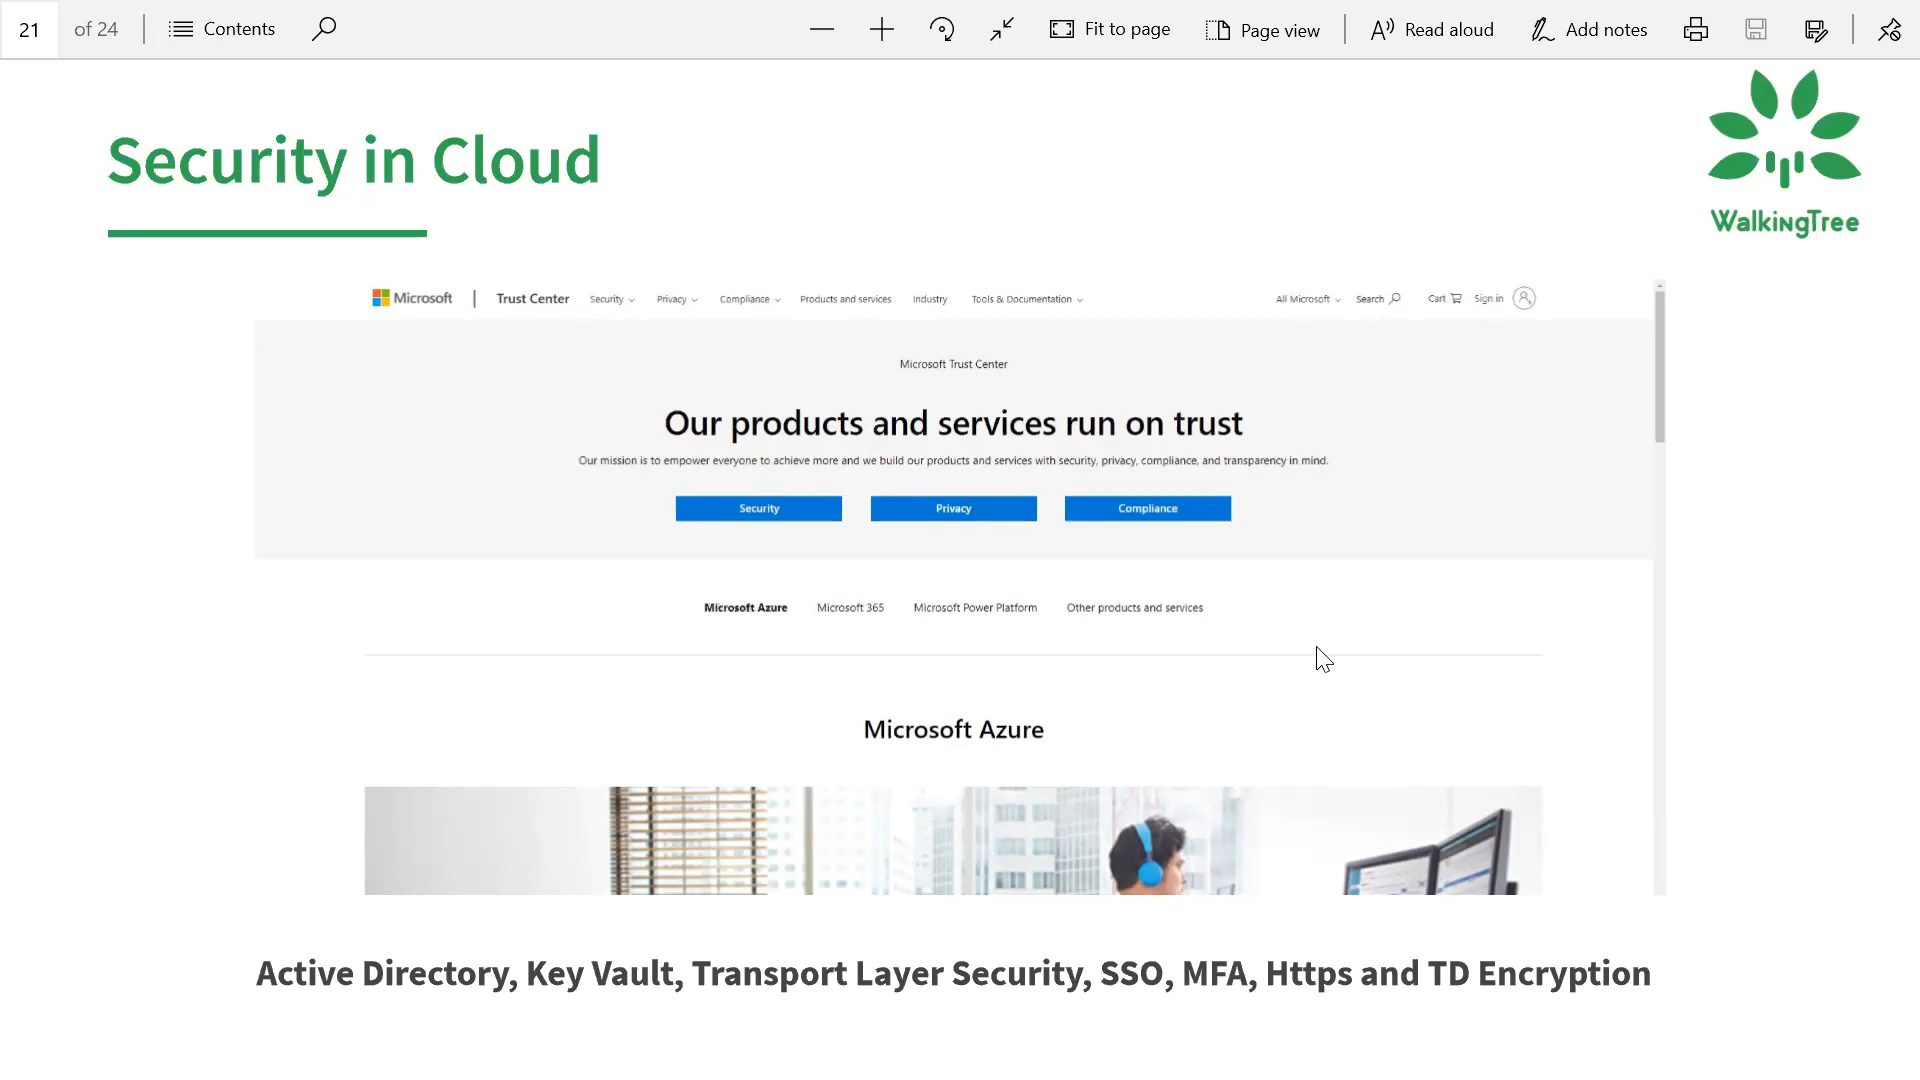 21 of 24 Contents Fit to page Page view Read aloud Add notes
Security in Cloud
WalkingTree
Microsoft Trust Center Security Privacy Compliance Products and services Industry Tools & Documentation All Microsoft Search Cart Sign in
Microsoft Trust Center
Our products and services run on trust
Our mission is to empower everyone to achieve more and we build our products and services with security, privacy, compliance, and transparency in mind.
Security Privacy Compliance
Microsoft Azure Microsoft 365 Microsoft Power Platform Other products and services
Microsoft Azure
Active Directory, Key Vault, Transport Layer Security, SSO, MFA, Https and TD Encryption